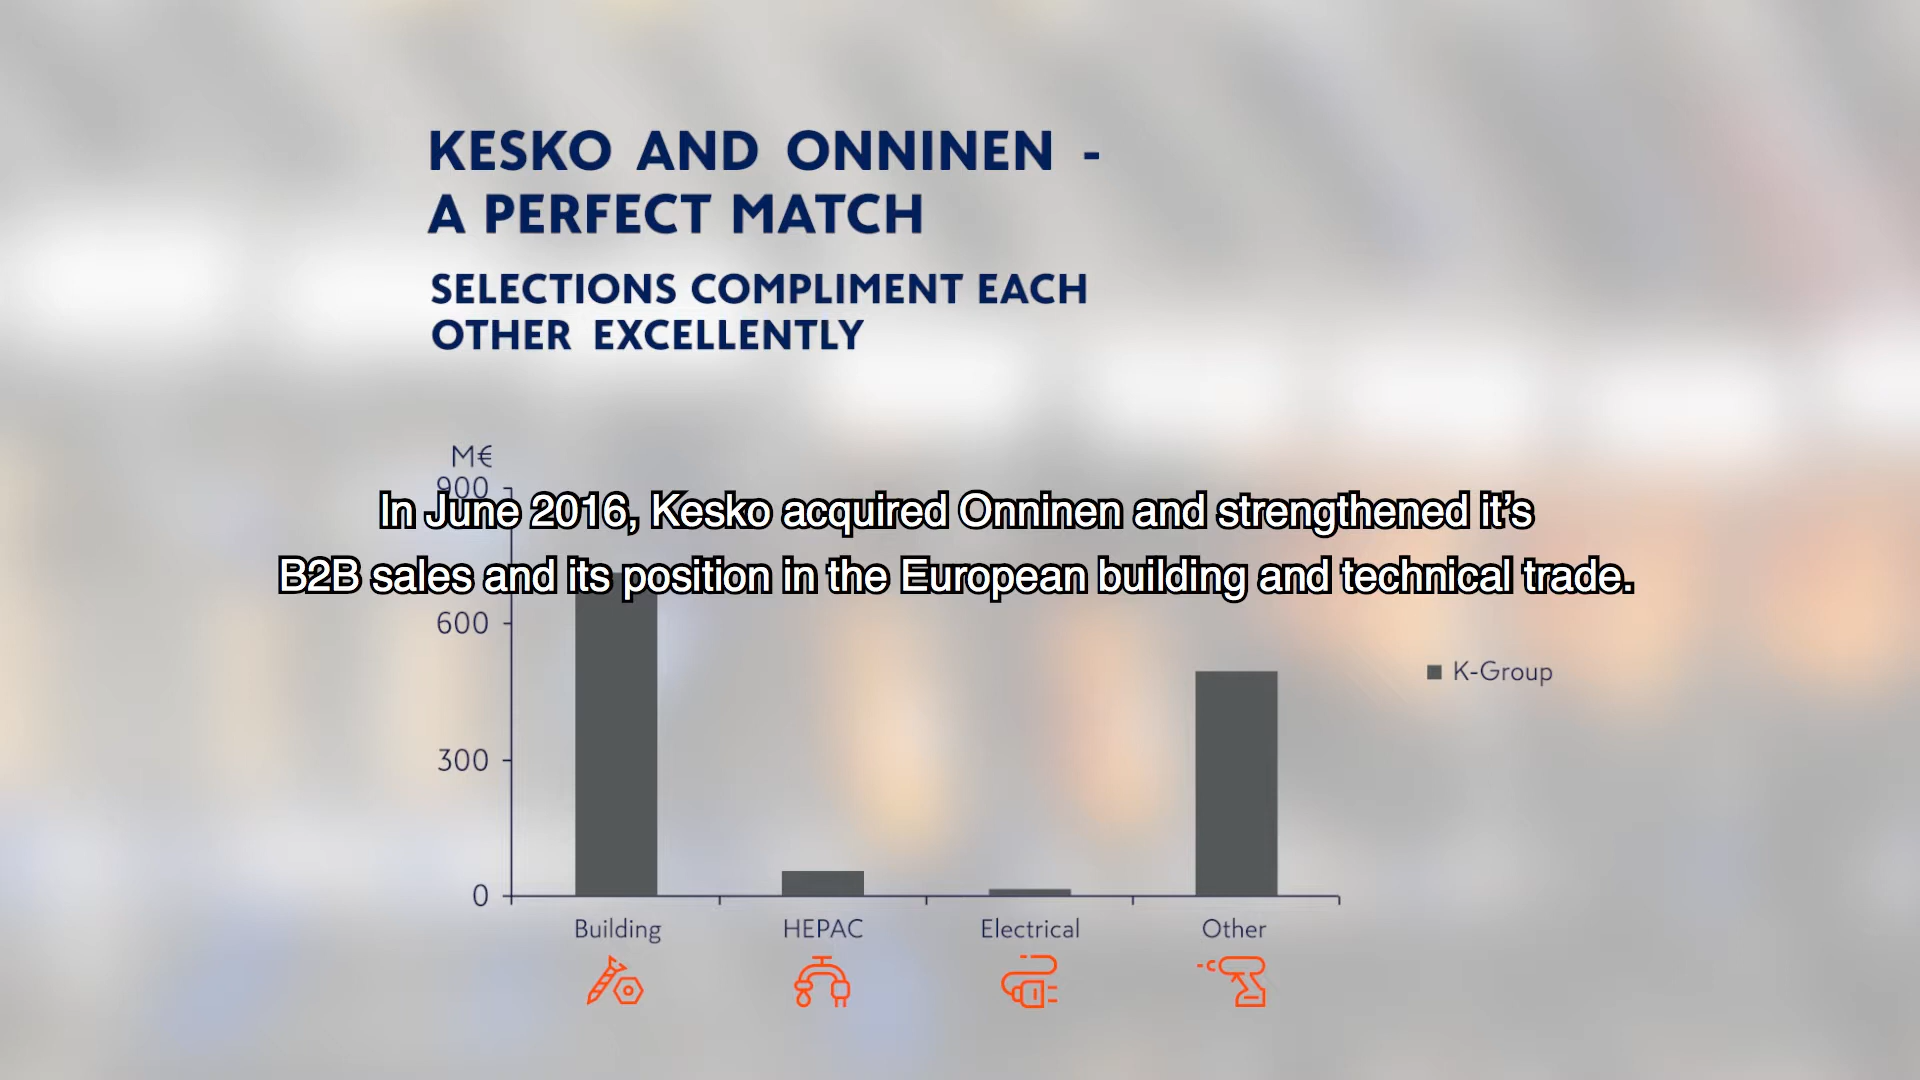 KESKO AND ONNINEN -
A PERFECT MATCH
SELECTIONS COMPLIMENT EACH
OTHER EXCELLENTLY
M€
900
In June 2016, Kesko acquired Onninen and strengthened it’s
B2B sales and its position in the European building and technical trade.
600
K-Group
300
0
Building HEPAC Electrical Other